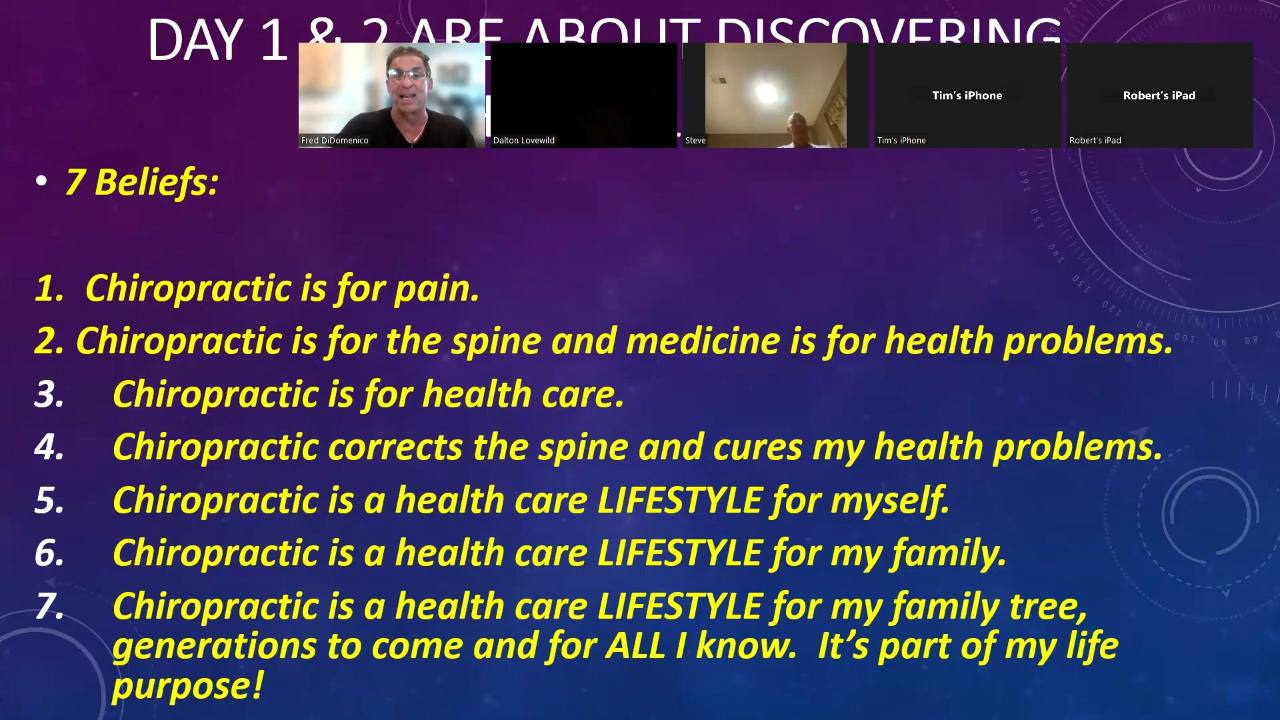 DAY 1 & 2 ARE ABOUT DISCOVERING
Fred DiDomenico
Dalton Lovewild
Steve
Tim's iPhone
Tim's iPhone
Robert's iPad
Robert's iPad
• 7 Beliefs:
1. Chiropractic is for pain.
2. Chiropractic is for the spine and medicine is for health problems.
3. Chiropractic is for health care.
4. Chiropractic corrects the spine and cures my health problems.
5. Chiropractic is a health care LIFESTYLE for myself.
6. Chiropractic is a health care LIFESTYLE for my family.
7. Chiropractic is a health care LIFESTYLE for my family tree,
generations to come and for ALL I know. It’s part of my life
purpose!